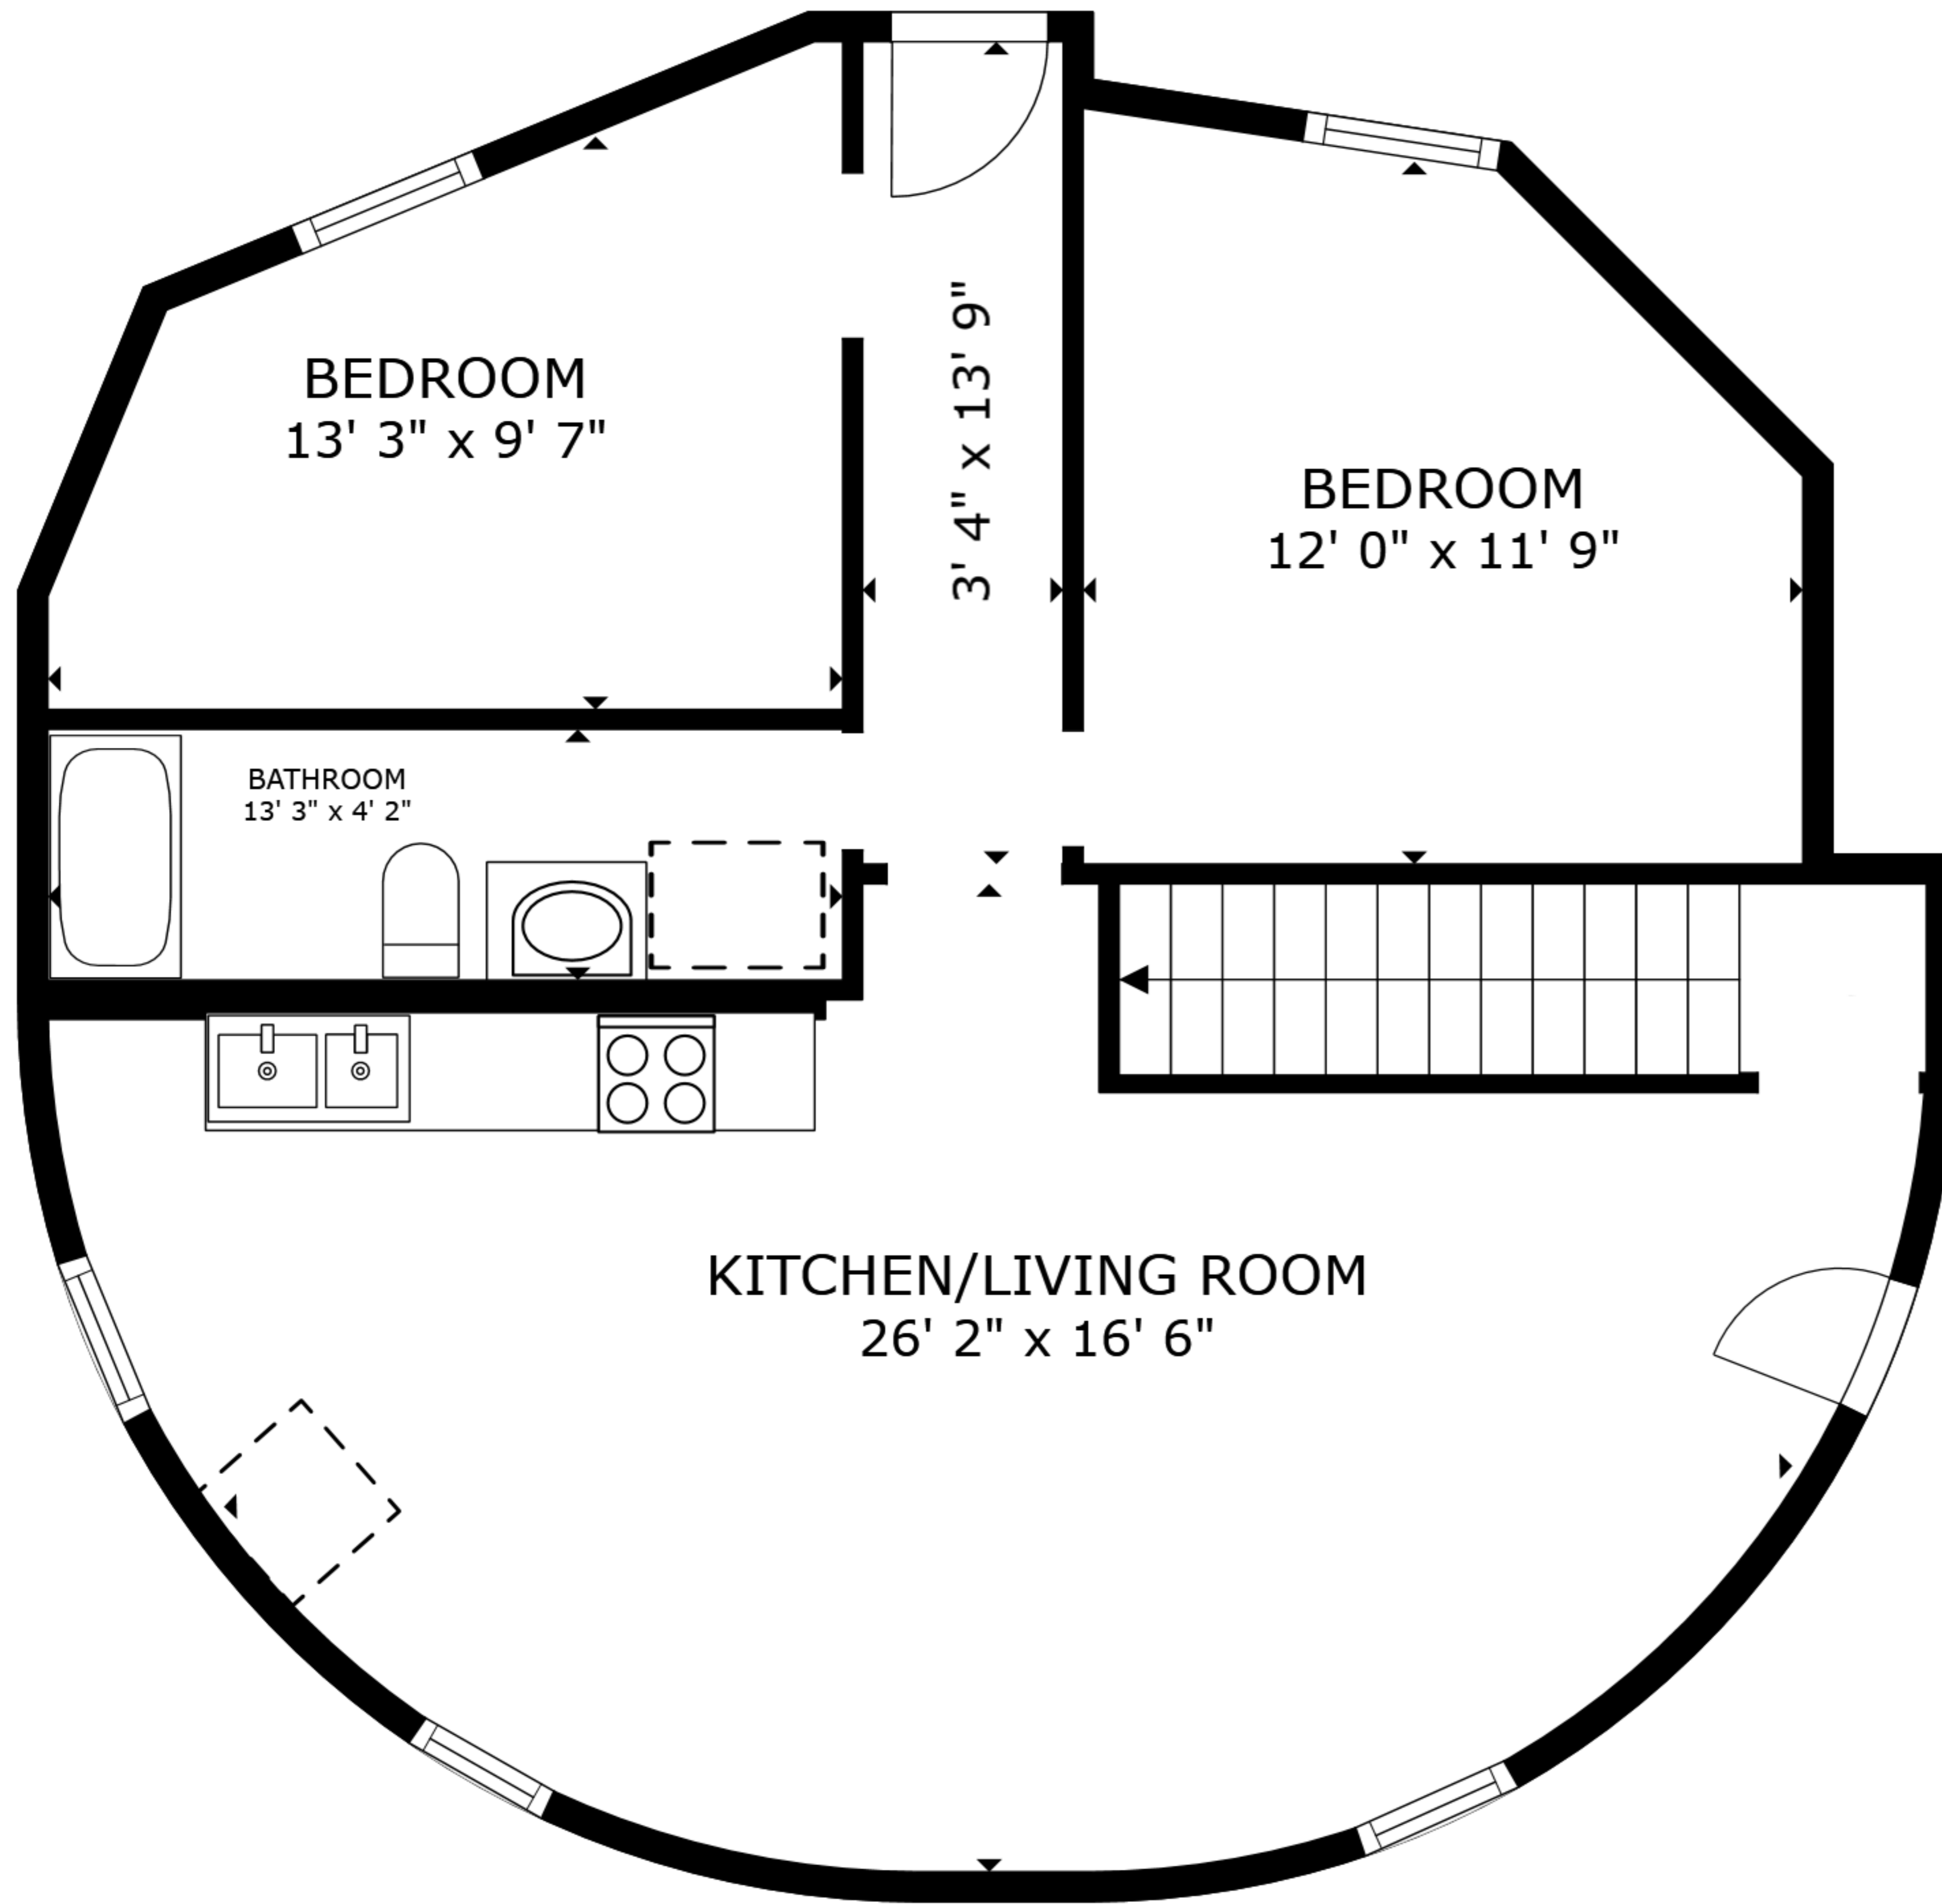 BEDROOM
13' 3" x 9' 7"
3' 4" x 13' 9"
BEDROOM
12' 0" x 11' 9"
BATHROOM
13' 3" x 4' 2"
KITCHEN/LIVING ROOM
26' 2" x 16' 6"